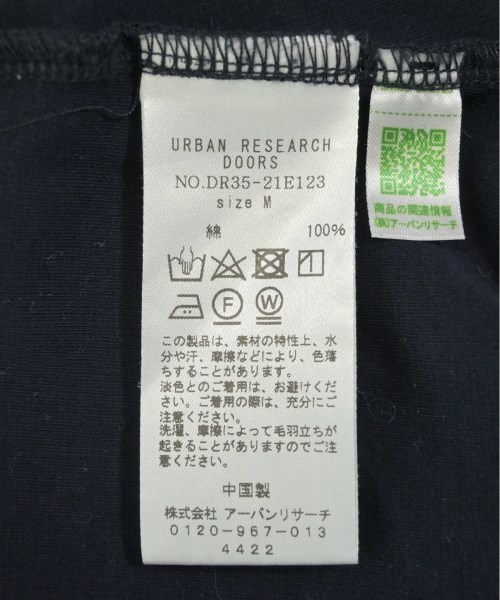 URBAN RESEARCH
DOORS
NO.DR35-21E123
size M
綿 100%
F W
この製品は、素材の特性上、水
分や汗、摩擦などにより、色落
ちすることがあります。
淡色とのご着用は、お避けくださ
い。ご着用の際は、充分にご
注意ください。
洗濯、摩擦によって毛羽立ちが
起きることがありますのでご注
意ください。
中国製
株式会社 アーバンリサーチ
0120-967-013
4422
商品の関連情報
(株)アーバンリサーチ